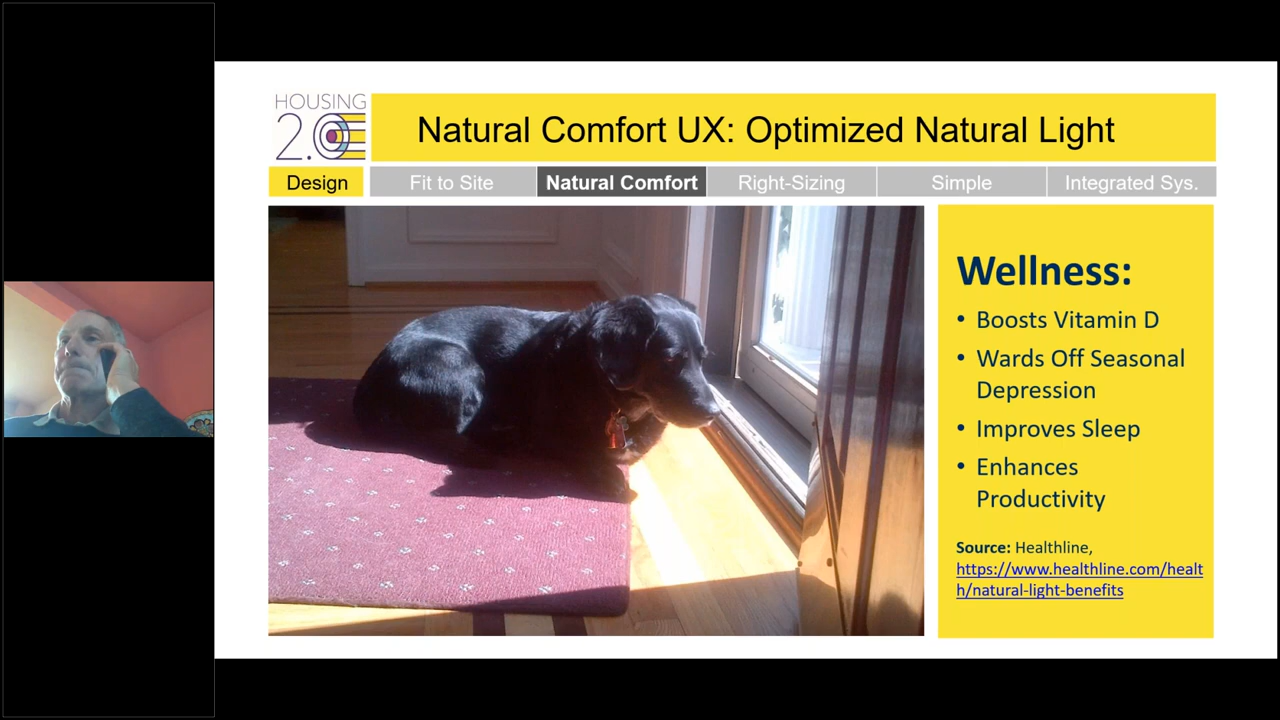 HOUSING
2.0
Natural Comfort UX: Optimized Natural Light
Design
Fit to Site
Natural Comfort
Right-Sizing
Simple
Integrated Sys.
Wellness:
• Boosts Vitamin D
• Wards Off Seasonal
Depression
• Improves Sleep
• Enhances
Productivity
Source: Healthline,
https://www.healthline.com/healt
h/natural-light-benefits